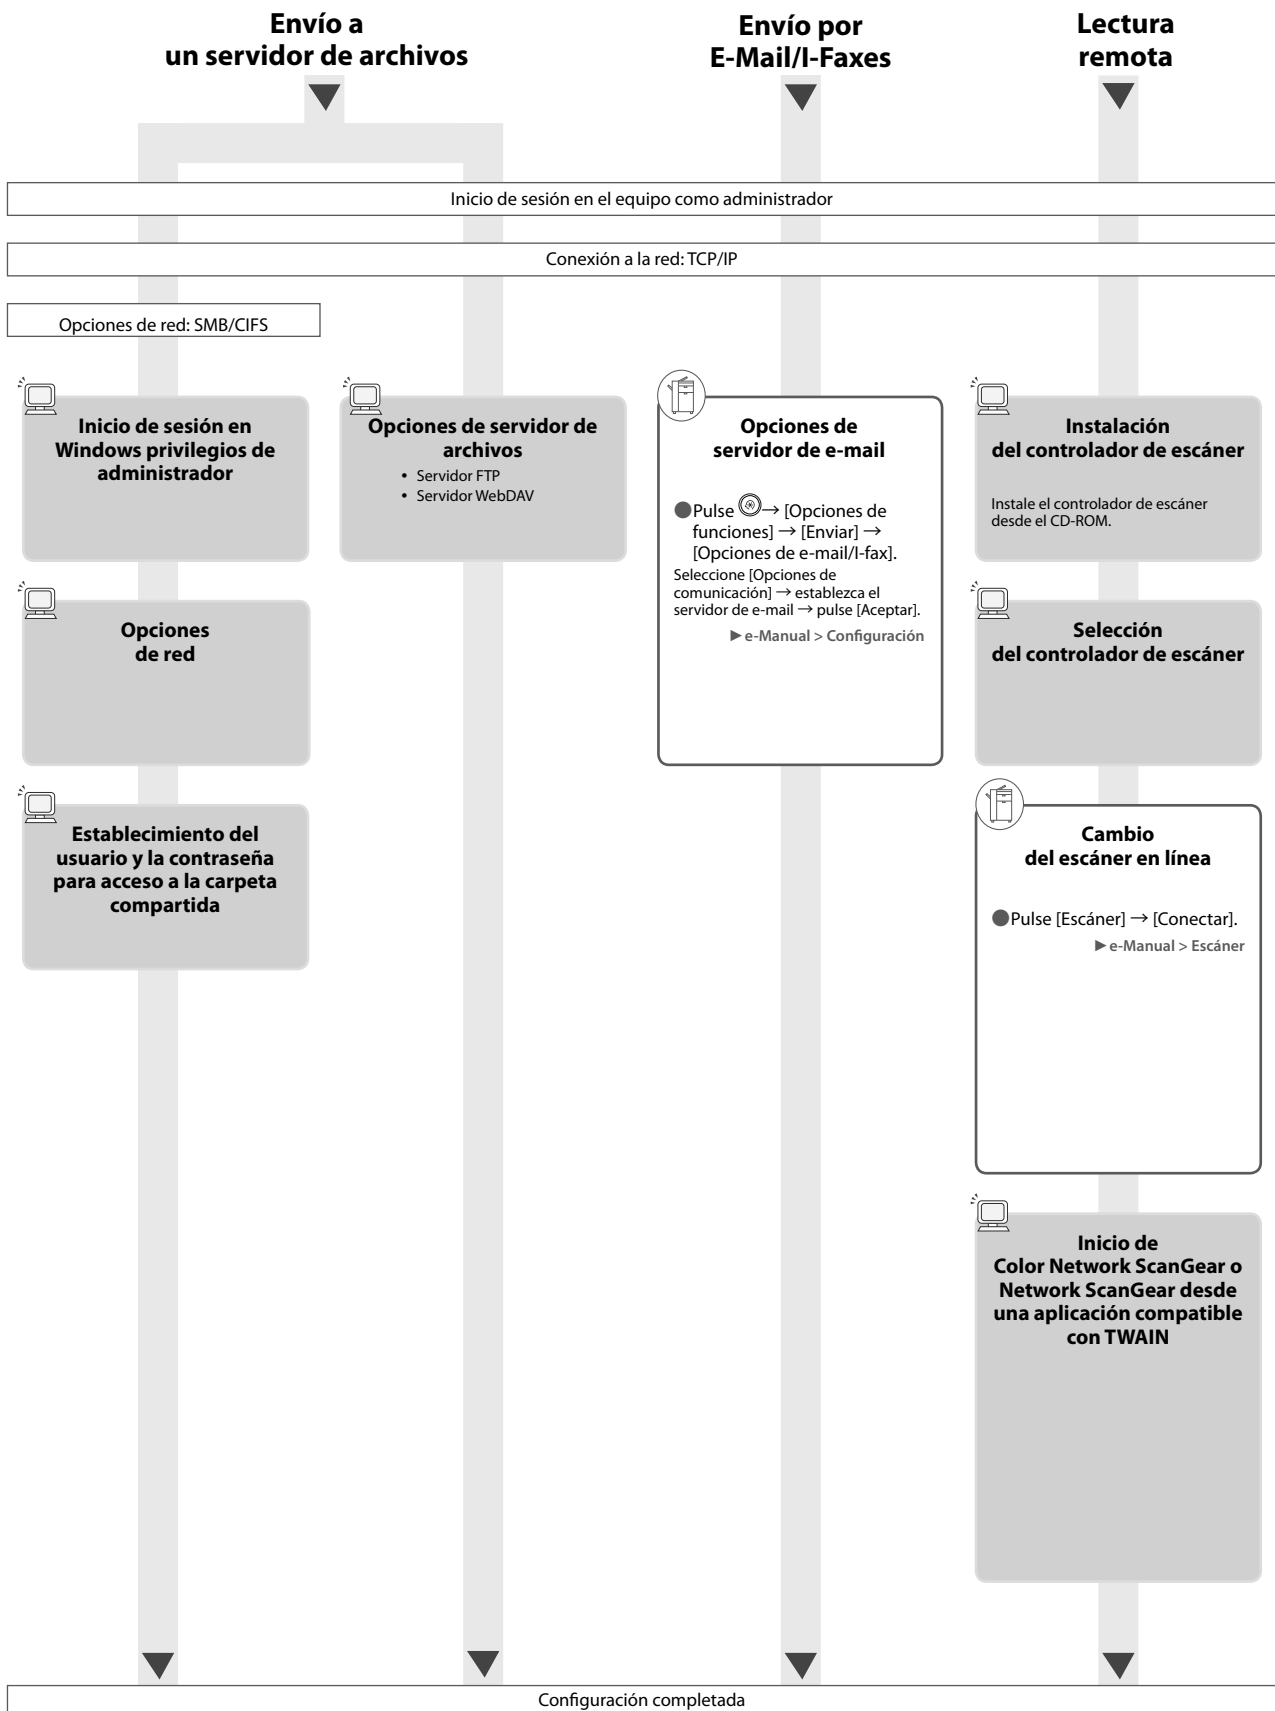 Envío a
un servidor de archivos
Envío por
E-Mail/I-Faxes
Lectura
remota
Inicio de sesión en el equipo como administrador
Conexión a la red: TCP/IP
Opciones de red: SMB/CIFS
Inicio de sesión en
Windows privilegios de
administrador
Opciones
de red
Establecimiento del
usuario y la contraseña
para acceso a la carpeta
compartida
Opciones de servidor de
archivos
• Servidor FTP
• Servidor WebDAV
Opciones de
servidor de e-mail
●Pulse → [Opciones de
funciones] → [Enviar] →
[Opciones de e-mail/I-fax].
Seleccione [Opciones de
comunicación] → establezca el
servidor de e-mail → pulse [Aceptar].
►e-Manual > Configuración
Instalación
del controlador de escáner
Instale el controlador de escáner
desde el CD-ROM.
Selección
del controlador de escáner
Cambio
del escáner en línea
●Pulse [Escáner] → [Conectar].
►e-Manual > Escáner
Inicio de
Color Network ScanGear o
Network ScanGear desde
una aplicación compatible
con TWAIN
Configuración completada